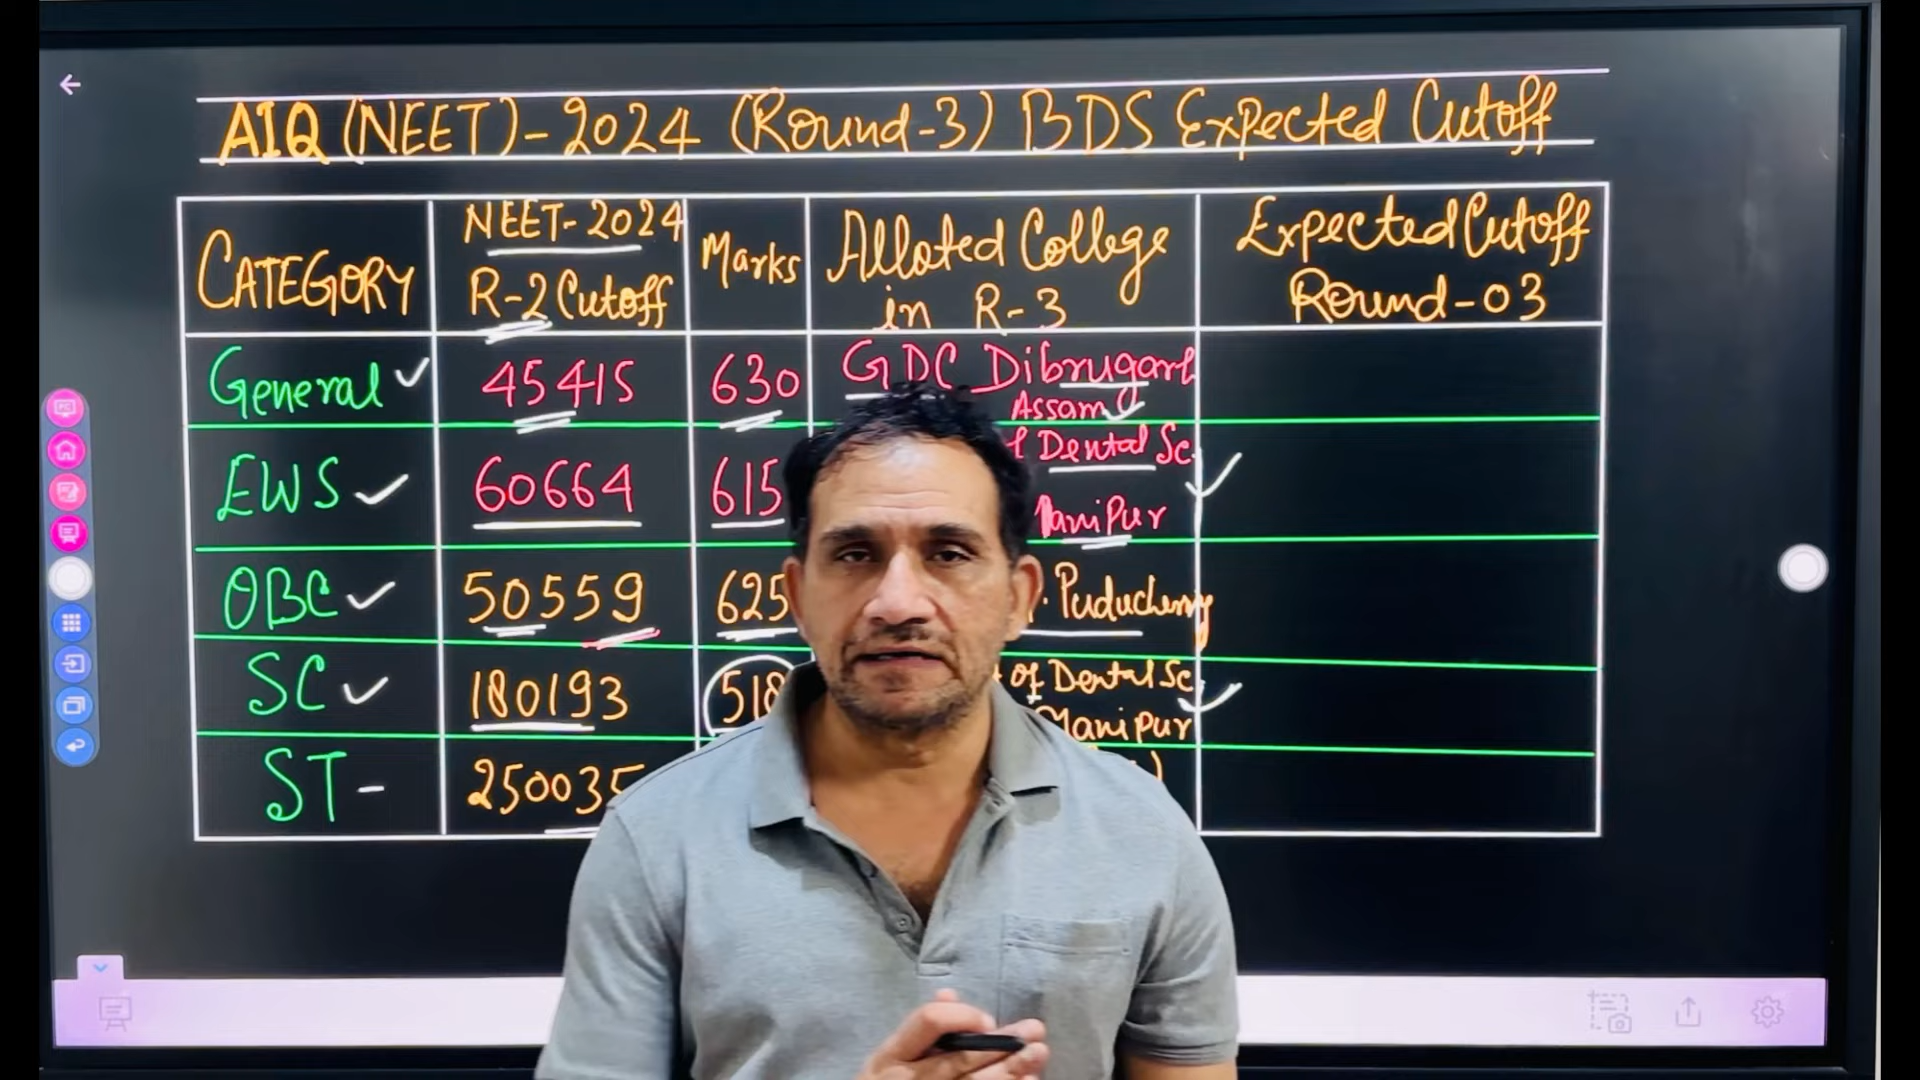 AIQ (NEET)-2024 (Round-3) BDS Expected Cutoff
CATEGORY
NEET-2024
R-2 Cutoff
Marks
Alloted College
in R-3
Expected Cutoff
Round-03
General
45415
630
GDC Dibrugarh
Assam
EWS
60664
615
Dental Sc.
Manipur
OBC
50559
625
Puducherry
SC
180193
518
of Dental Sc.
Manipur
ST-
250035